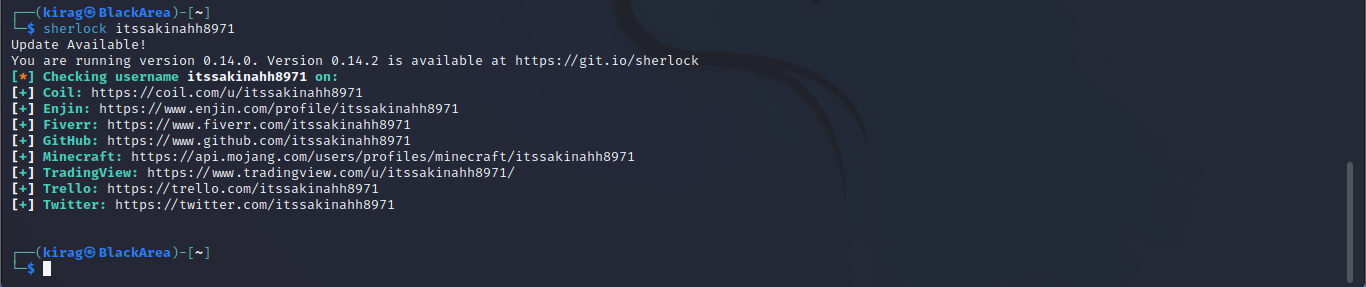 ┌──(kirag㉿BlackArea)-[~]
└─$ sherlock itssakinahh8971
Update Available!
You are running version 0.14.0. Version 0.14.2 is available at https://git.io/sherlock
[*] Checking username itssakinahh8971 on:
[+] Coil: https://coil.com/u/itssakinahh8971
[+] Enjin: https://www.enjin.com/profile/itssakinahh8971
[+] Fiverr: https://www.fiverr.com/itssakinahh8971
[+] GitHub: https://www.github.com/itssakinahh8971
[+] Minecraft: https://api.mojang.com/users/profiles/minecraft/itssakinahh8971
[+] TradingView: https://www.tradingview.com/u/itssakinahh8971/
[+] Trello: https://trello.com/itssakinahh8971
[+] Twitter: https://twitter.com/itssakinahh8971
┌──(kirag㉿BlackArea)-[~]
└─$